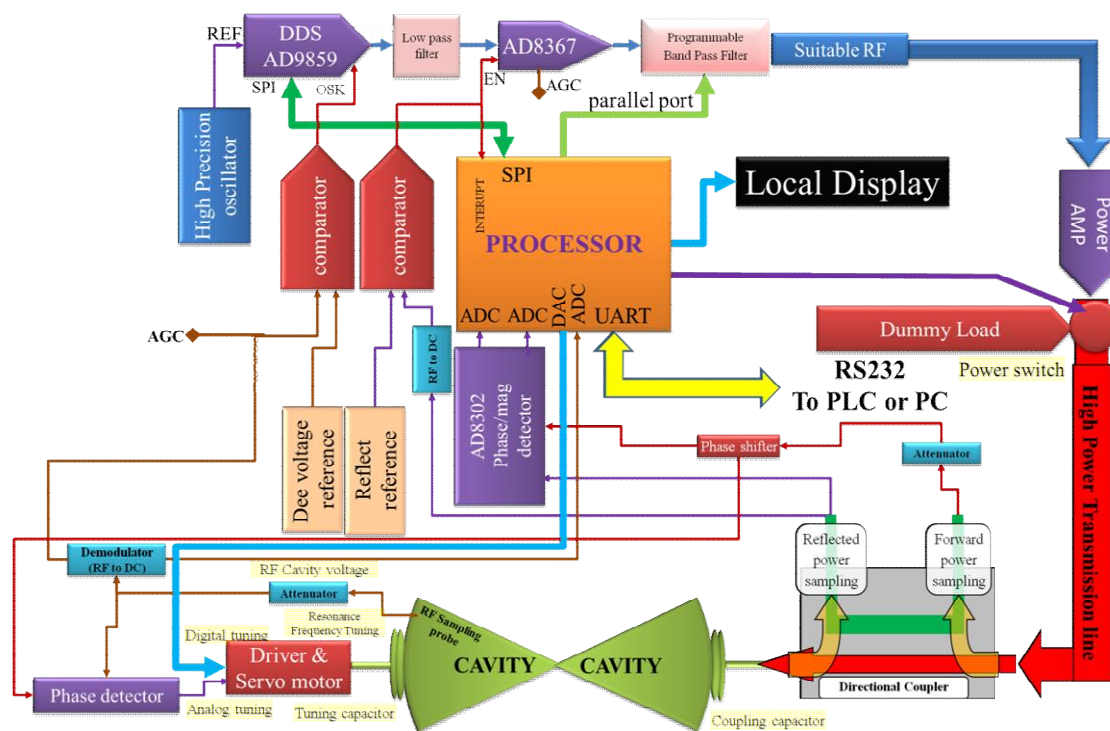 REF
DDS
AD9859
SPI
OSK
Low pass
filter
AD8367
EN
AGC
Programmable
Band Pass Filter
Suitable RF
parallel port
High Precision
oscillator
comparator
comparator
SPI
INTERUPT
PROCESSOR
ADC
ADC
DAC
ADC
UART
Local Display
Power
AMP
AGC
RF to DC
Dummy Load
Power switch
RS232
To PLC or PC
High Power Transmission line
Dee voltage
reference
Reflect
reference
AD8302
Phase/mag
detector
Phase shifter
Attenuator
Reflected
power
sampling
Forward
power
sampling
Demodulator
(RF to DC)
RF Cavity voltage
Attenuator
Resonance
Frequency Tuning
RF Sampling
probe
Digital tuning
Driver &
Servo motor
CAVITY
CAVITY
Phase detector
Analog tuning
Tuning capacitor
Directional Coupler
Coupling capacitor